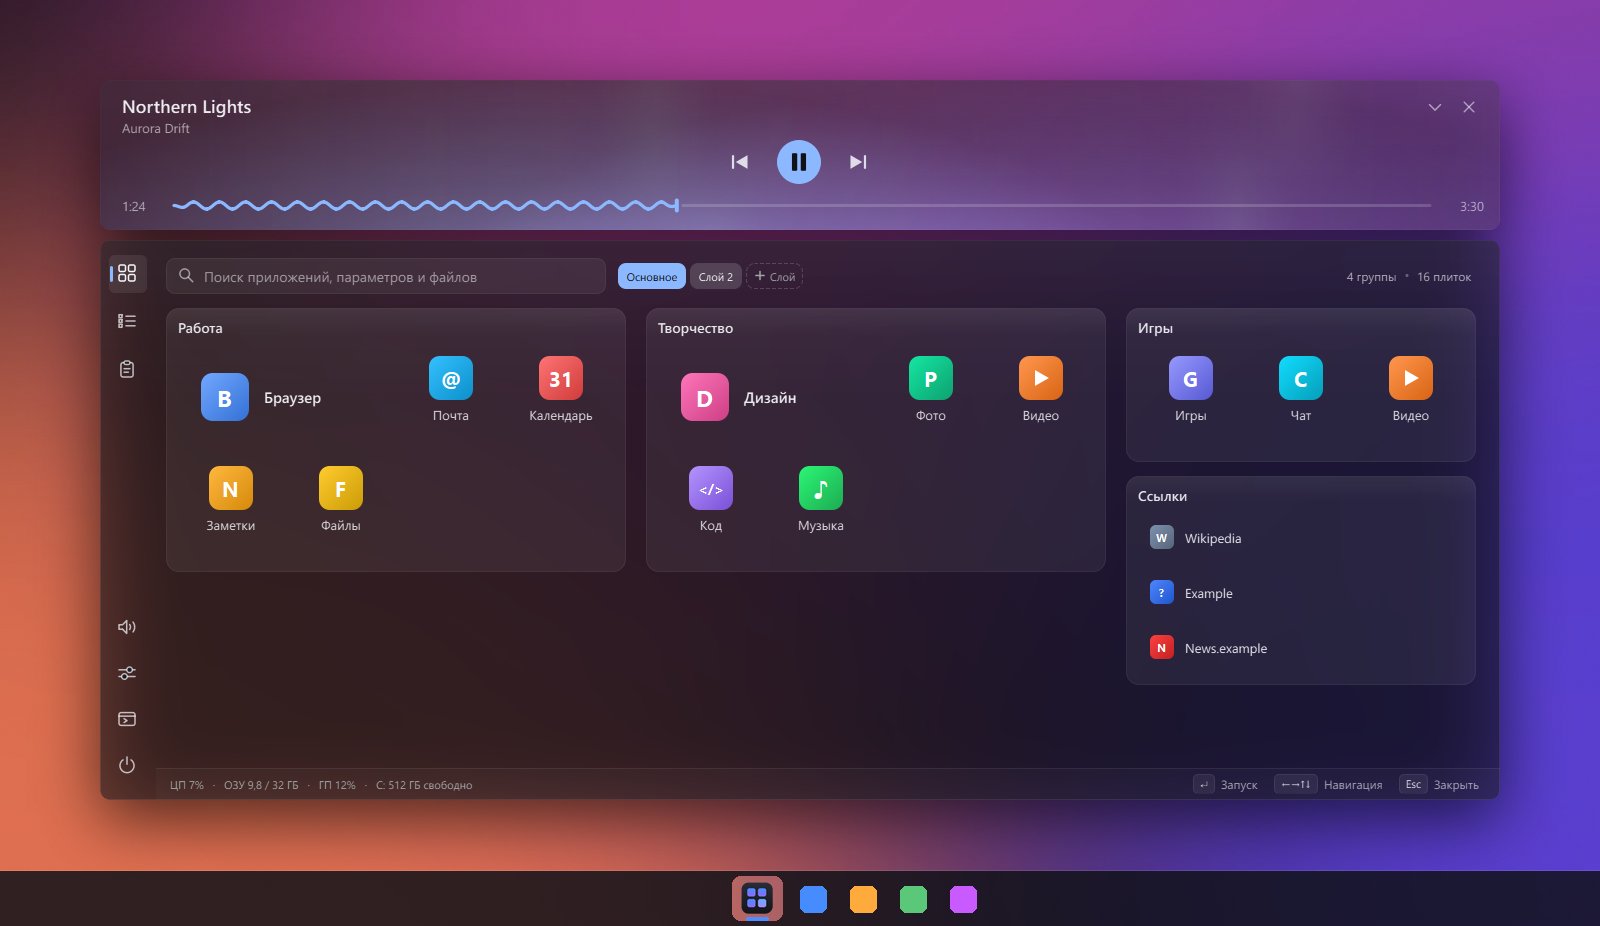 Northern Lights
Aurora Drift
1:24
3:30
Поиск приложений, параметров и файлов
Основное
Слой 2
+ Слой
4 группы • 16 плиток
Работа
B Браузер
@
Почта
31
Календарь
N
Заметки
F
Файлы
Творчество
D Дизайн
P
Фото
Видео
</>
Код
Музыка
Игры
G
Игры
C
Чат
Видео
Ссылки
W Wikipedia
? Example
N News.example
ЦП 7% · ОЗУ 9,8 / 32 ГБ · ГП 12% · C: 512 ГБ свободно
↵ Запуск
←→↑↓ Навигация
Esc Закрыть